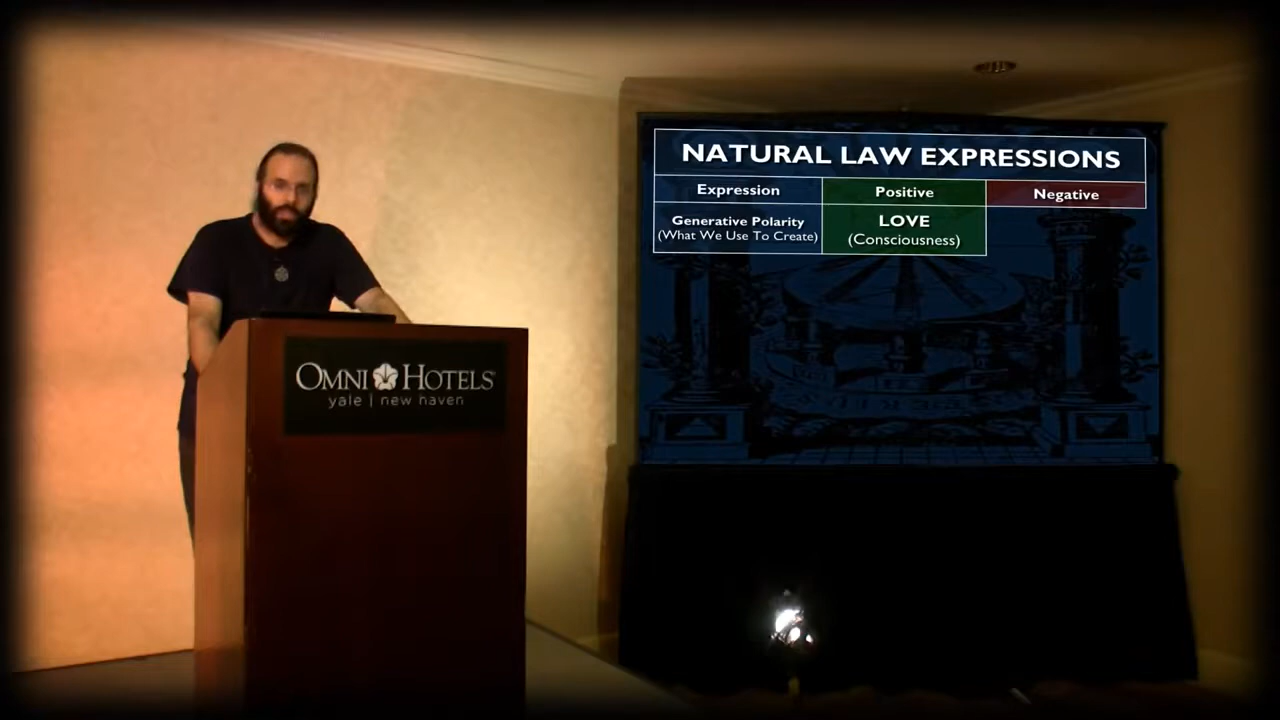 NATURAL LAW EXPRESSIONS
Expression Positive Negative
Generative Polarity
(What We Use To Create)
LOVE
(Consciousness)
OMNI HOTELS
yale | new haven